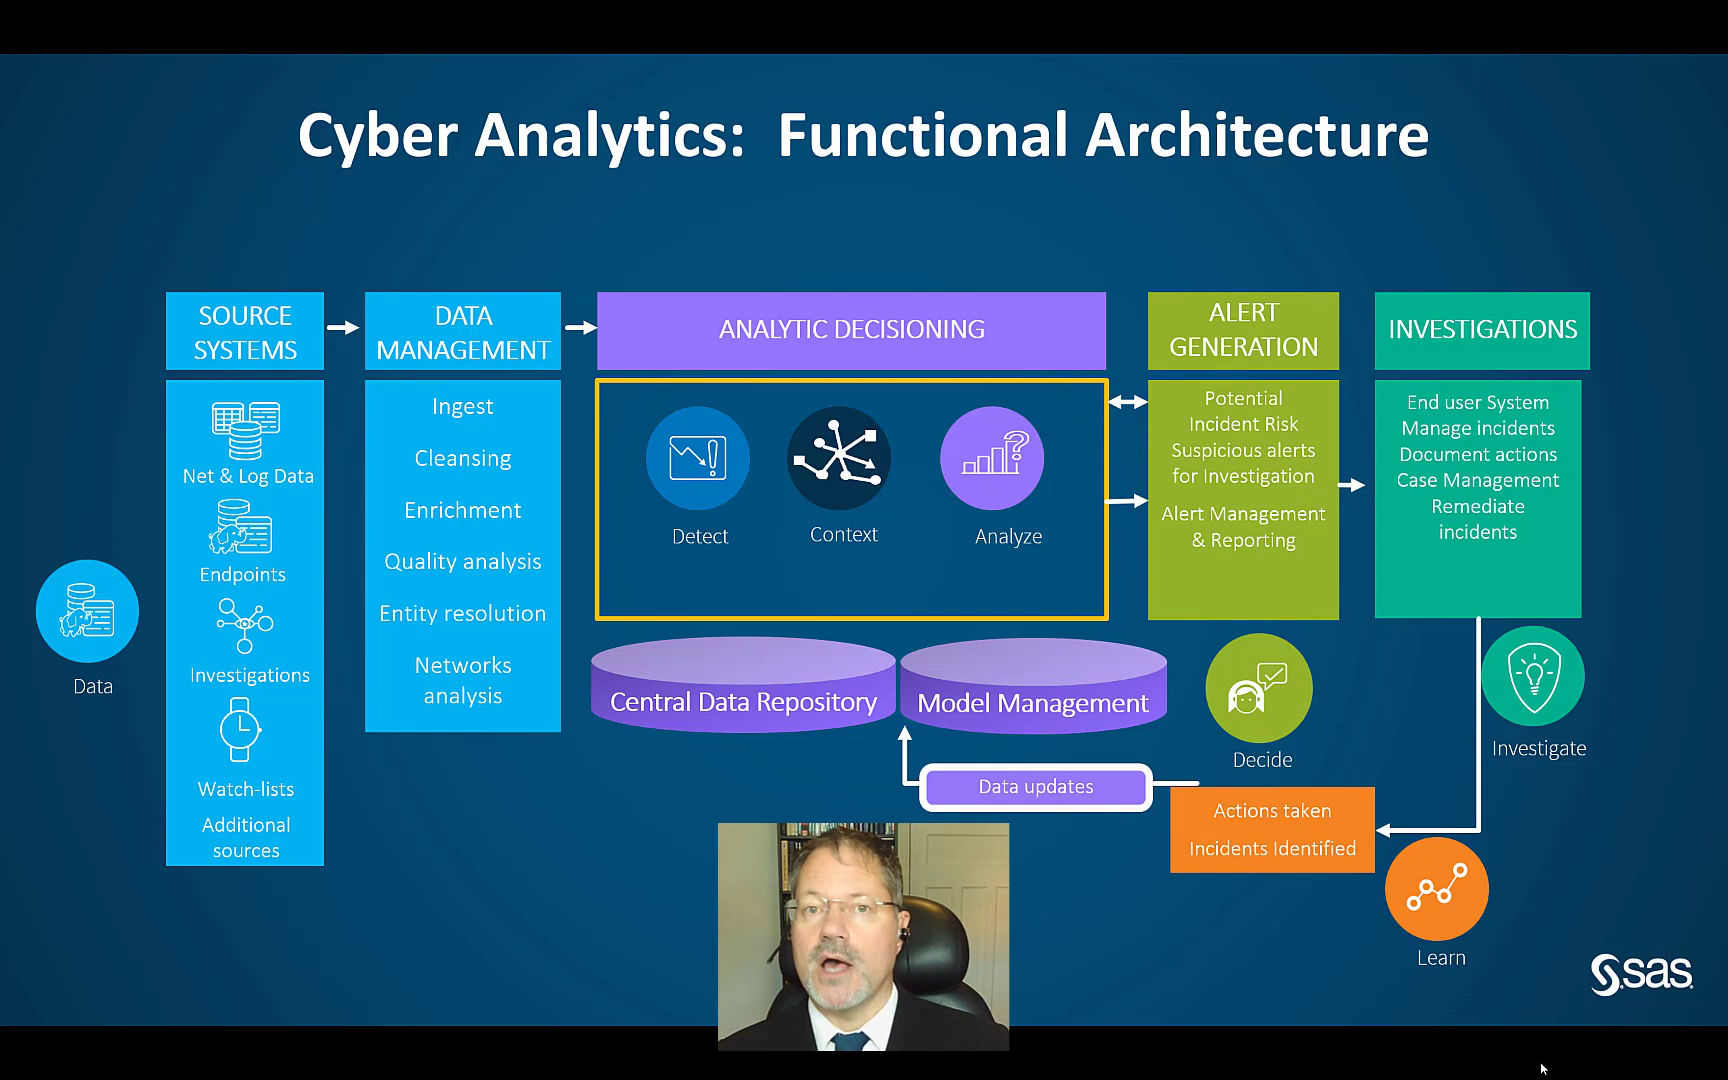 Cyber Analytics: Functional Architecture
SOURCE
SYSTEMS
DATA
MANAGEMENT
ANALYTIC DECISIONING
ALERT
GENERATION
INVESTIGATIONS
Net & Log Data
Endpoints
Investigations
Watch-lists
Additional
sources
Data
Ingest
Cleansing
Enrichment
Quality analysis
Entity resolution
Networks
analysis
Detect
Context
Analyze
Central Data Repository
Model Management
Data updates
Potential
Incident Risk
Suspicious alerts
for Investigation
Alert Management
& Reporting
Decide
End user System
Manage incidents
Document actions
Case Management
Remediate
incidents
Investigate
Actions taken
Incidents Identified
Learn
sas